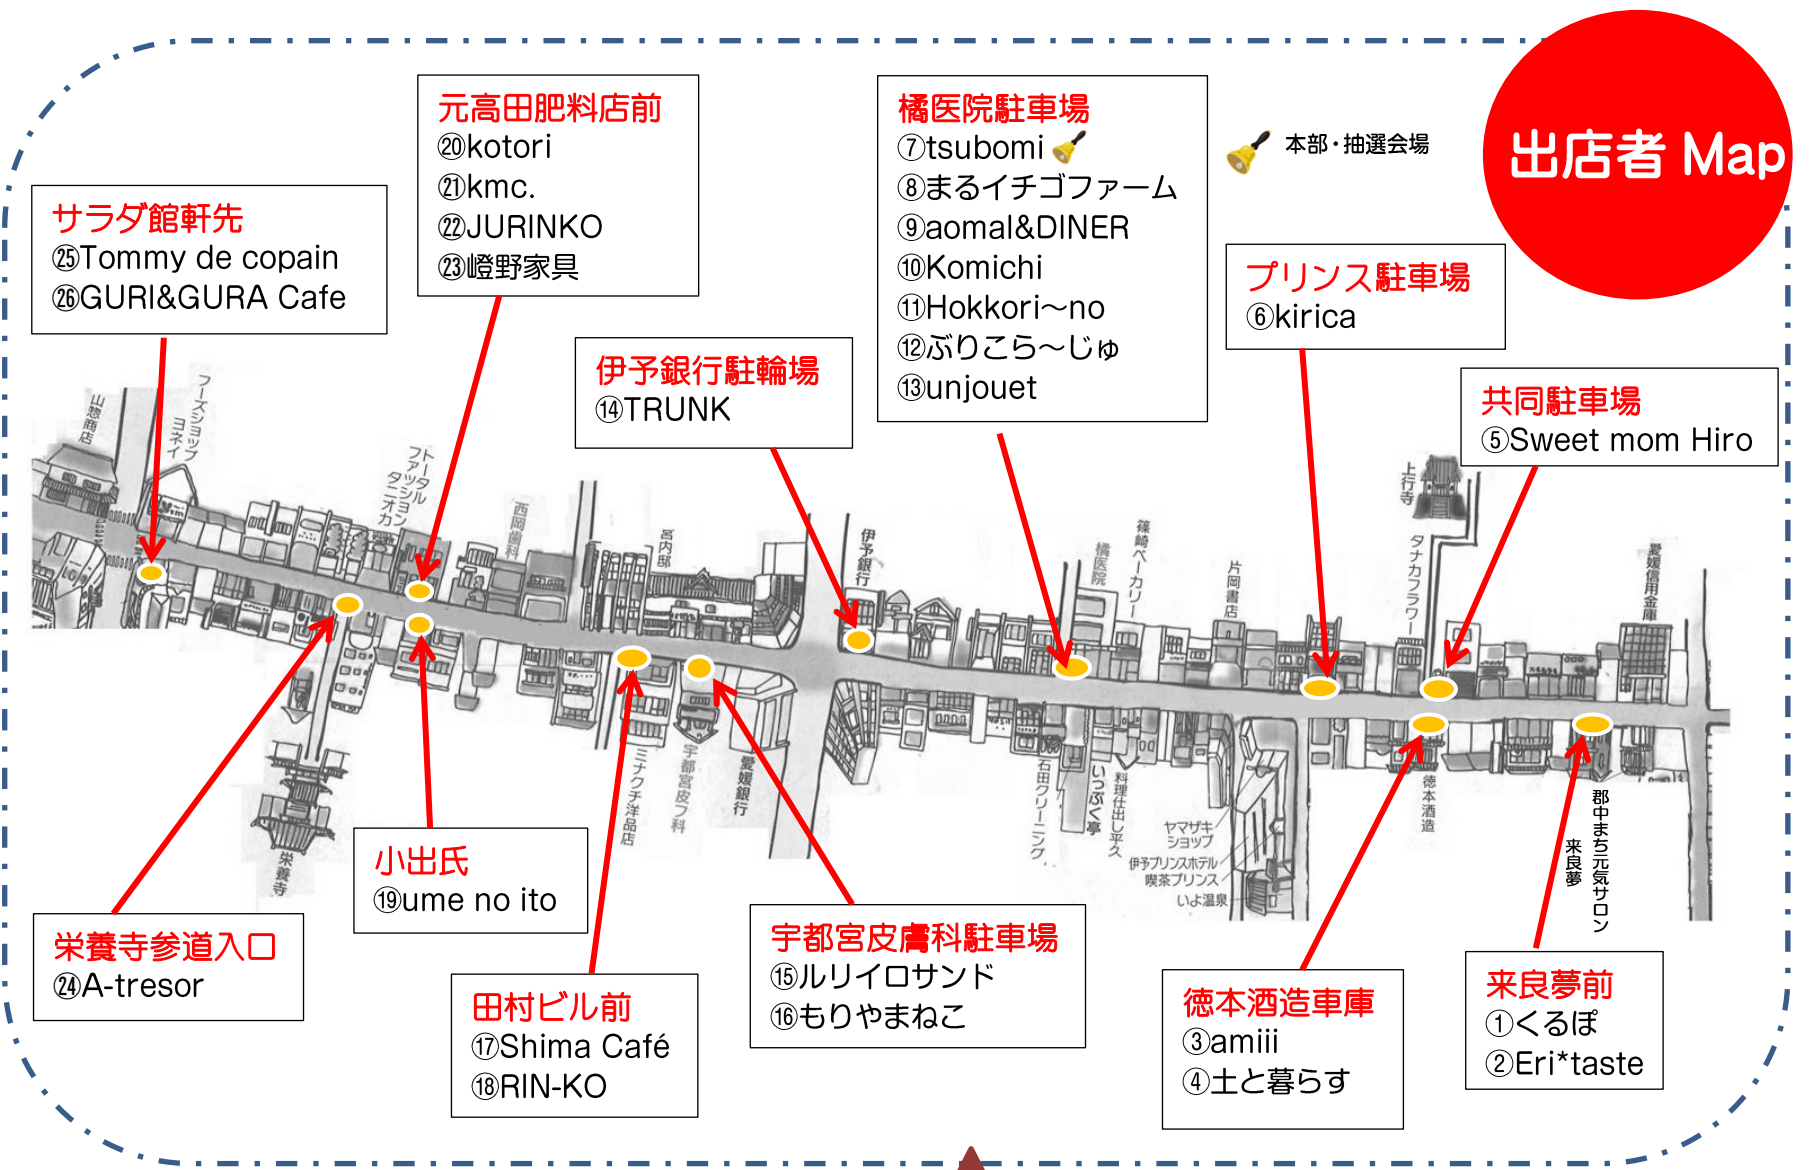 出店者 Map
本部・抽選会場
元高田肥料店前
⑳kotori
㉑kmc.
㉒JURINKO
㉓嶝野家具
橘医院駐車場
⑦tsubomi
⑧まるイチゴファーム
⑨aomal&DINER
⑩Komichi
⑪Hokkori～no
⑫ぶりこら～じゅ
⑬unjouet
サラダ館軒先
㉕Tommy de copain
㉖GURI&GURA Cafe
プリンス駐車場
⑥kirica
伊予銀行駐輪場
⑭TRUNK
共同駐車場
⑤Sweet mom Hiro
山惣商店
フーズショップ
ヨネイ
トータル
ファッション
タニオカ
西岡歯科
宮内邸
伊予銀行
橘医院
篠崎ベーカリー
片岡書店
上行寺
タナカフラワー
愛媛信用金庫
栄養寺
ミナクチ洋品店
宇都宮皮フ科
愛媛銀行
石田クリーニング
いっぷく亭
料理仕出し平久
ヤマザキ
ショップ
伊予プリンスホテル
喫茶プリンス
いよ温泉
徳本酒造
来良夢
郡中まち元気サロン
小出氏
⑲ume no ito
栄養寺参道入口
㉔A-tresor
田村ビル前
⑰Shima Café
⑱RIN-KO
宇都宮皮膚科駐車場
⑮ルリイロサンド
⑯もりやまねこ
徳本酒造車庫
③amiii
④土と暮らす
来良夢前
①くるぽ
②Eri*taste